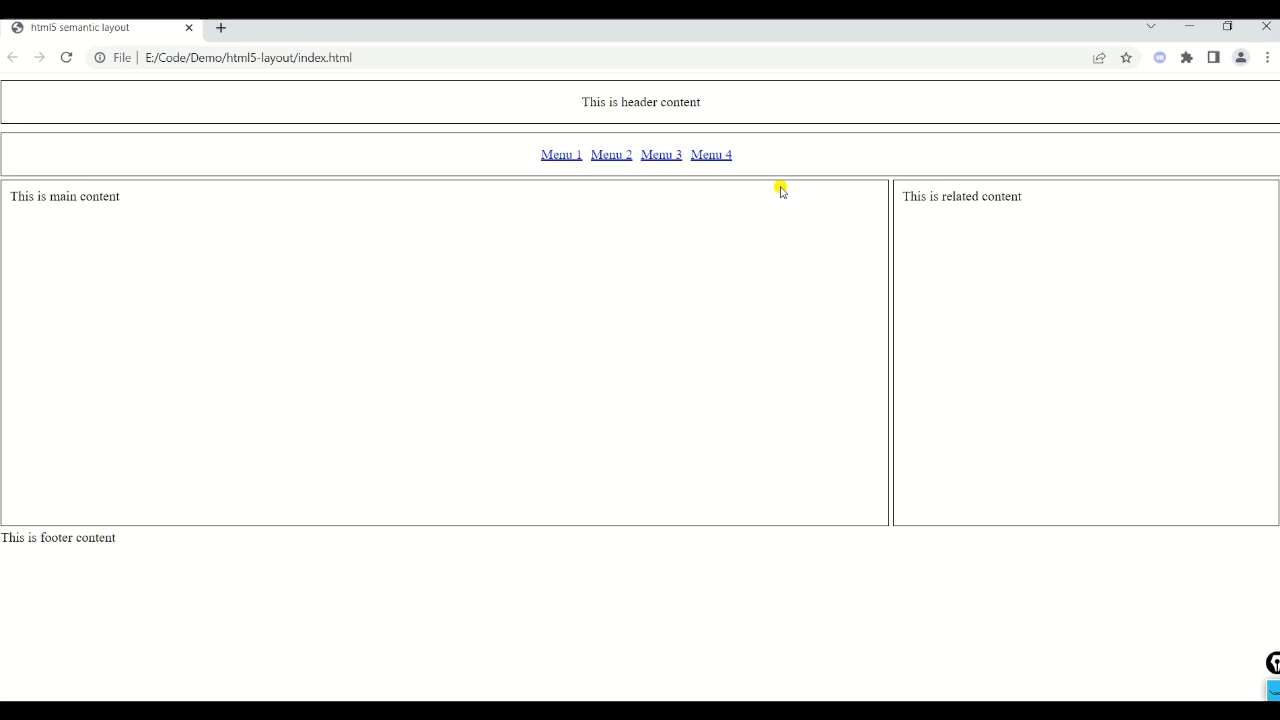 html5 semantic layout
File E:/Code/Demo/html5-layout/index.html
This is header content
Menu 1 Menu 2 Menu 3 Menu 4
This is main content
This is related content
This is footer content